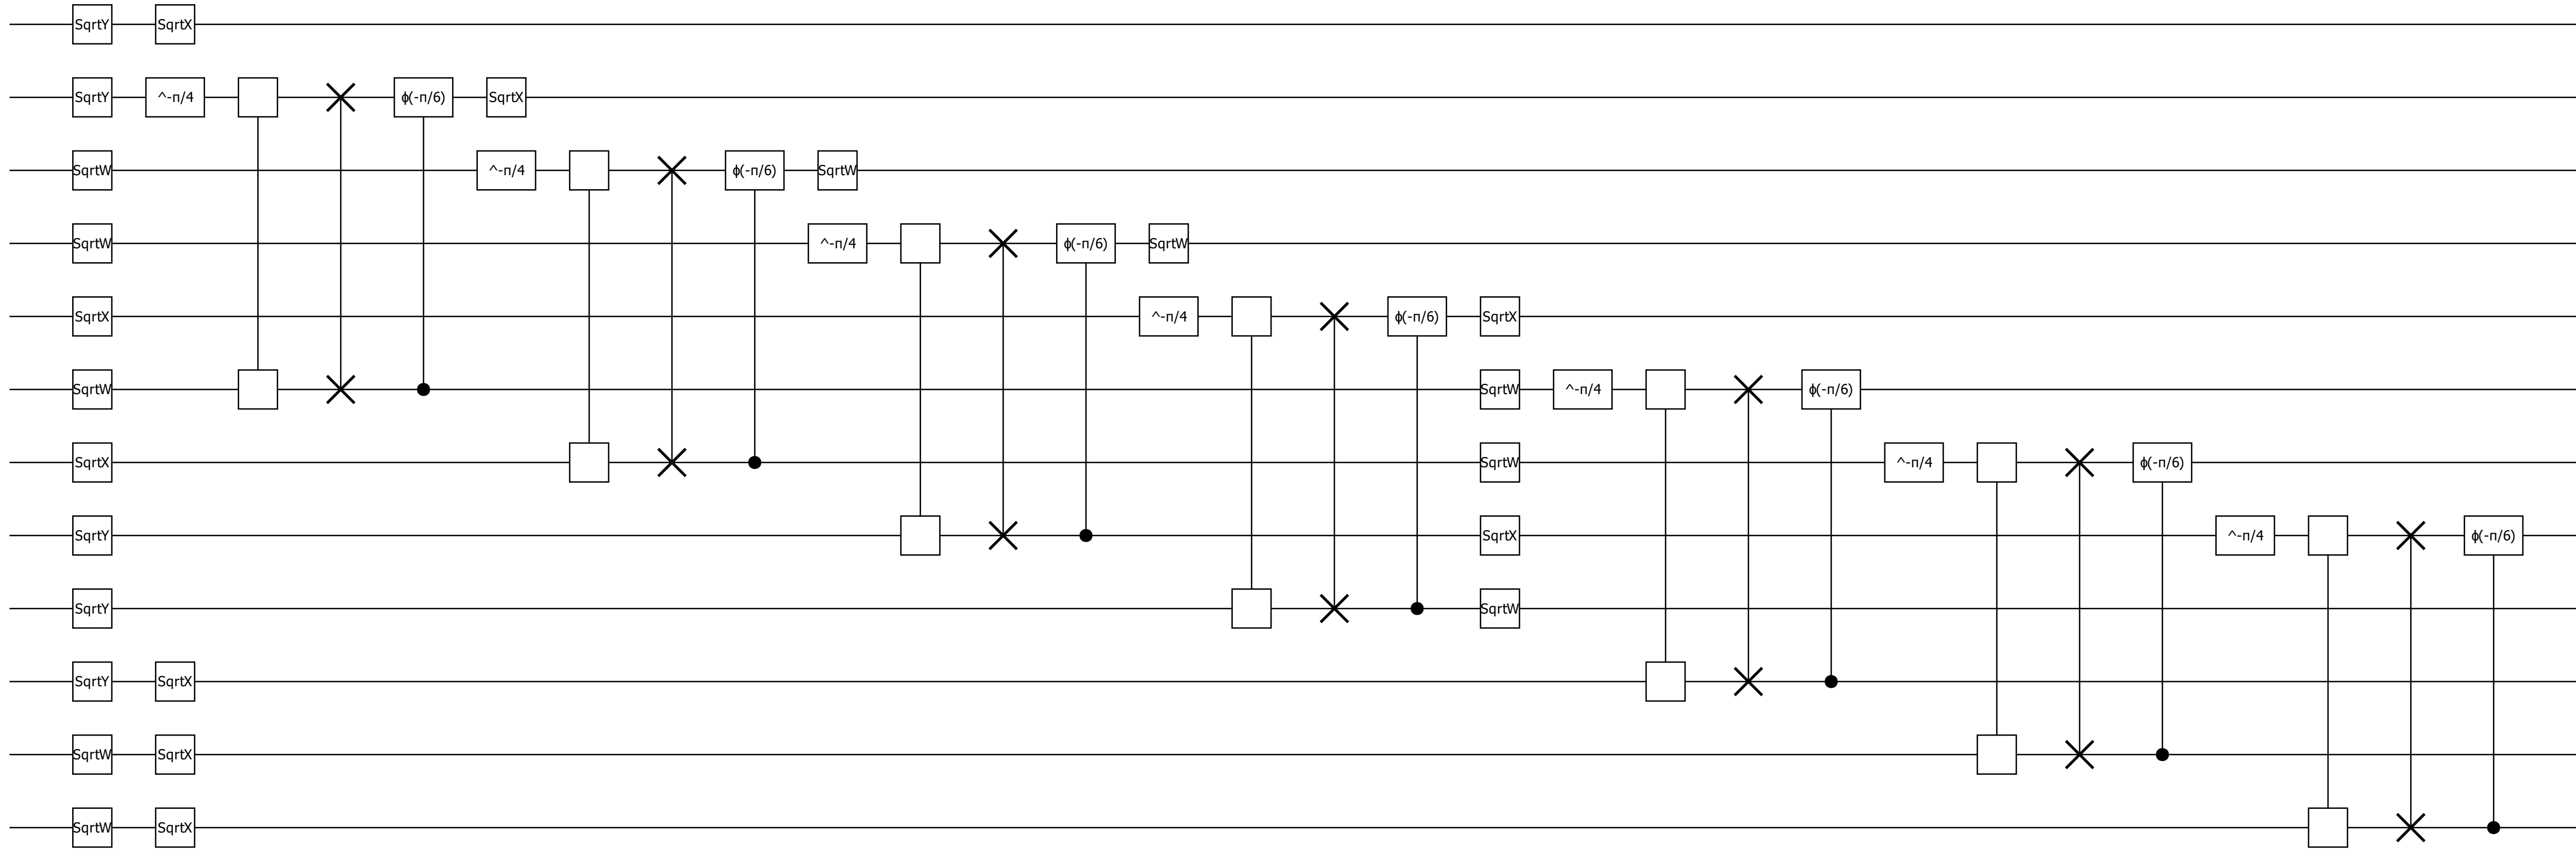 SqrtY SqrtX
SqrtY ^-π/4 ϕ(-π/6) SqrtX
SqrtW ^-π/4 ϕ(-π/6) SqrtW
SqrtW ^-π/4 ϕ(-π/6) SqrtW
SqrtX ^-π/4 ϕ(-π/6) SqrtX
SqrtW SqrtW ^-π/4 ϕ(-π/6)
SqrtX SqrtW ^-π/4 ϕ(-π/6)
SqrtY SqrtX ^-π/4 ϕ(-π/6)
SqrtY SqrtW
SqrtY SqrtX
SqrtW SqrtX
SqrtW SqrtX